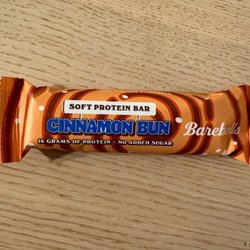 SOFT PROTEIN BAR
CINNAMON BUN
Barebells
16 GRAMS OF PROTEIN • NO ADDED SUGAR